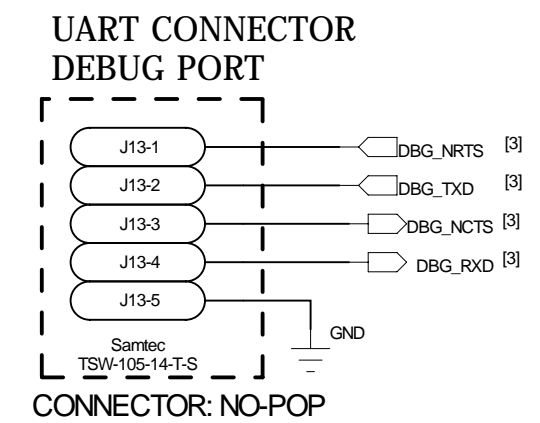 UART CONNECTOR
DEBUG PORT
J13-1 DBG_NRTS [3]
J13-2 DBG_TXD [3]
J13-3 DBG_NCTS [3]
J13-4 DBG_RXD [3]
J13-5
GND
Samtec
TSW-105-14-T-S
CONNECTOR: NO-POP